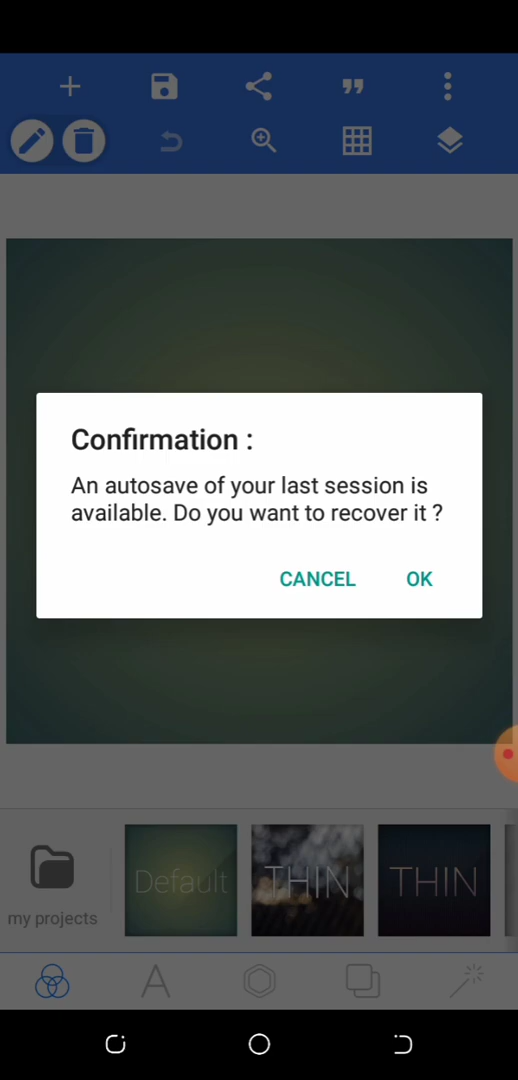 Confirmation :
An autosave of your last session is
available. Do you want to recover it ?
CANCEL OK
Default
THIN
THIN
my projects
A